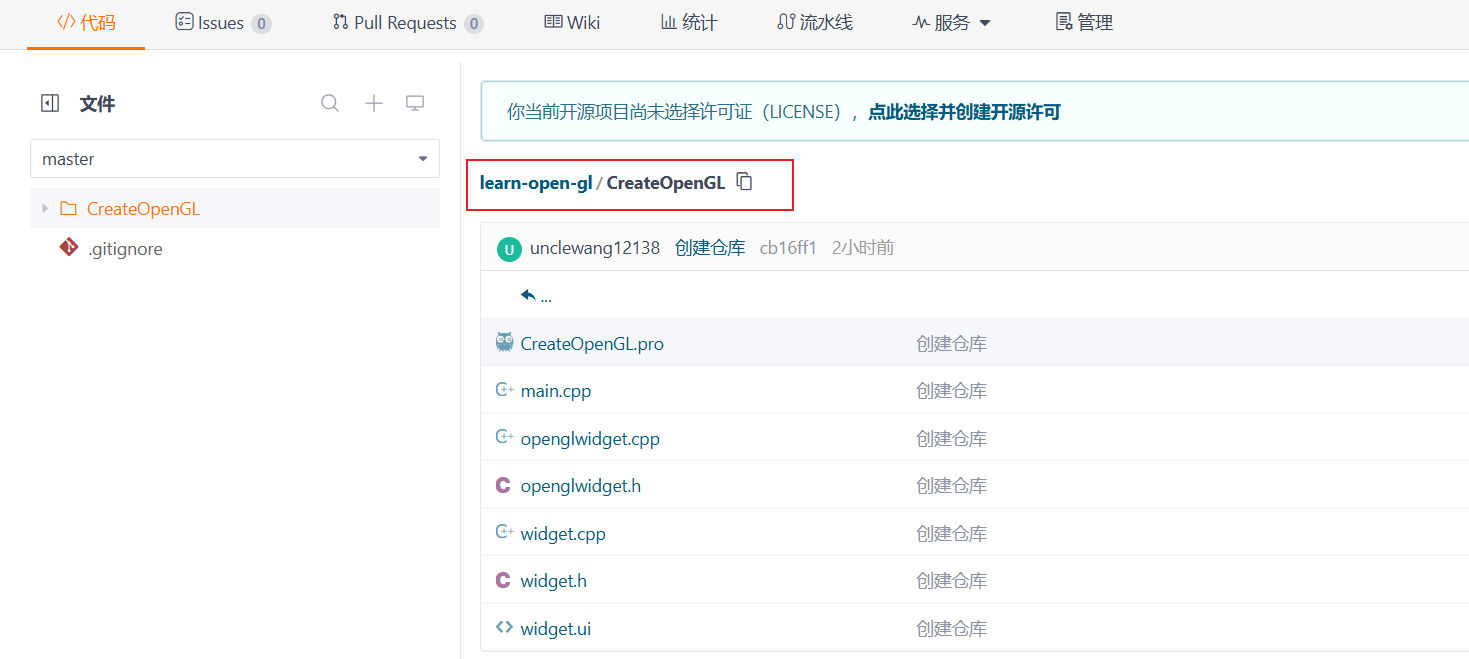 代码 Issues 0 Pull Requests 0 Wiki 统计 流水线 服务 管理
文件
master
CreateOpenGL
.gitignore
你当前开源项目尚未选择许可证（LICENSE），点此选择并创建开源许可
learn-open-gl / CreateOpenGL
U unclewang12138 创建仓库 cb16ff1 2小时前
...
CreateOpenGL.pro 创建仓库
main.cpp 创建仓库
openglwidget.cpp 创建仓库
openglwidget.h 创建仓库
widget.cpp 创建仓库
widget.h 创建仓库
widget.ui 创建仓库